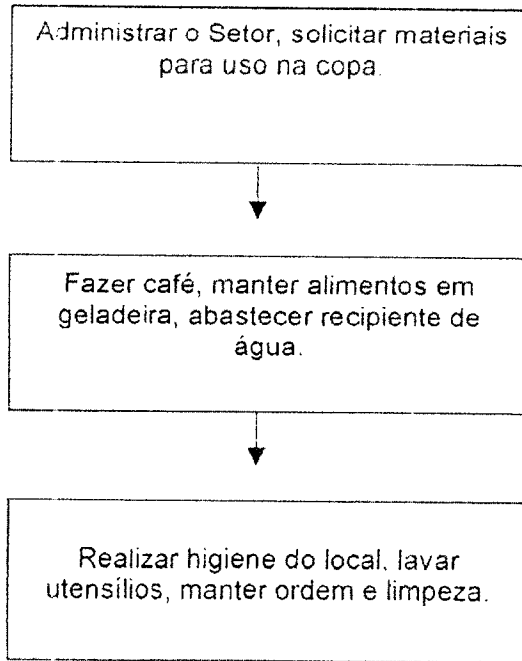 Administrar o Setor, solicitar materiais
para uso na copa.
Fazer café, manter alimentos em
geladeira, abastecer recipiente de
água.
Realizar higiene do local, lavar
utensílios, manter ordem e limpeza.